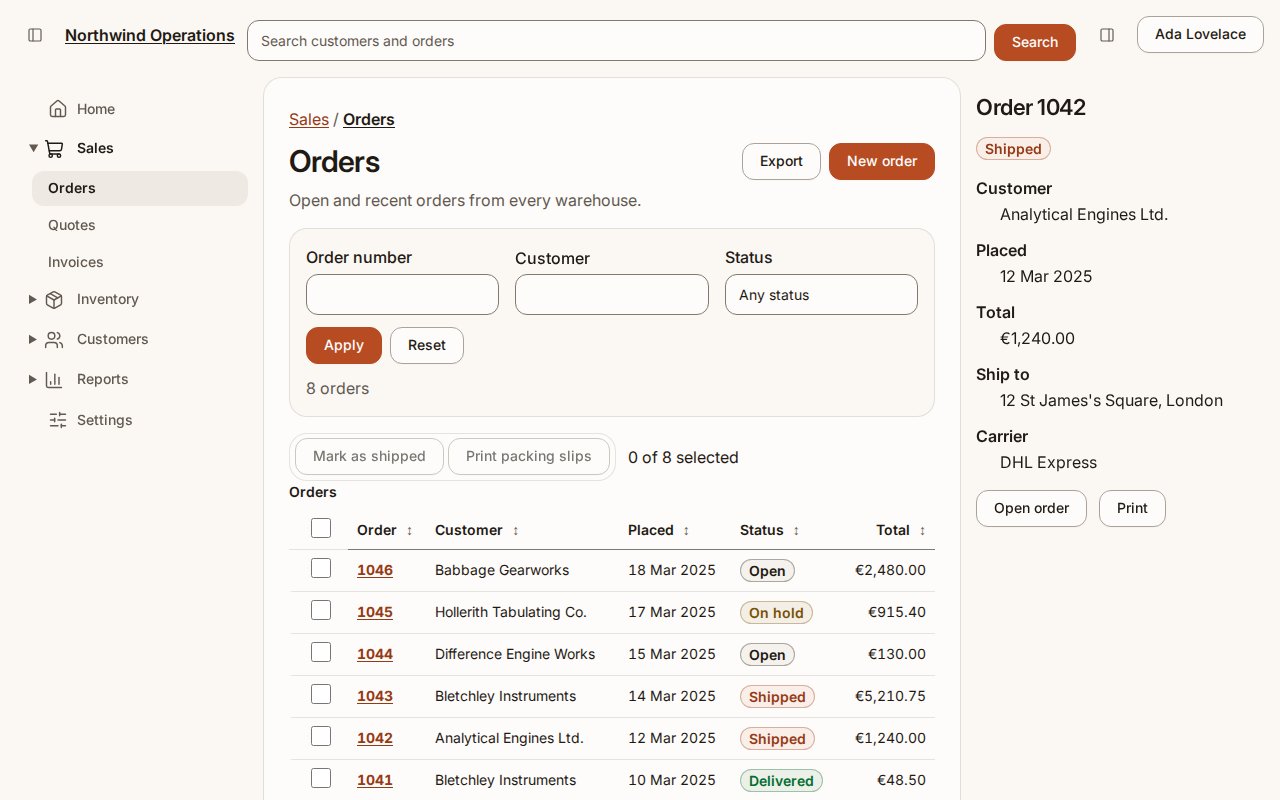 Northwind Operations
Search customers and orders
Search
Ada Lovelace
Home
Sales
Orders
Quotes
Invoices
Inventory
Customers
Reports
Settings
Sales / Orders
Orders
Export
New order
Open and recent orders from every warehouse.
Order number
Customer
Status
Any status
Apply
Reset
8 orders
Mark as shipped
Print packing slips
0 of 8 selected
Orders
Order ↕ Customer ↕ Placed ↕ Status ↕ Total ↕
1046 Babbage Gearworks 18 Mar 2025 Open €2,480.00
1045 Hollerith Tabulating Co. 17 Mar 2025 On hold €915.40
1044 Difference Engine Works 15 Mar 2025 Open €130.00
1043 Bletchley Instruments 14 Mar 2025 Shipped €5,210.75
1042 Analytical Engines Ltd. 12 Mar 2025 Shipped €1,240.00
1041 Bletchley Instruments 10 Mar 2025 Delivered €48.50
Order 1042
Shipped
Customer
Analytical Engines Ltd.
Placed
12 Mar 2025
Total
€1,240.00
Ship to
12 St James's Square, London
Carrier
DHL Express
Open order
Print